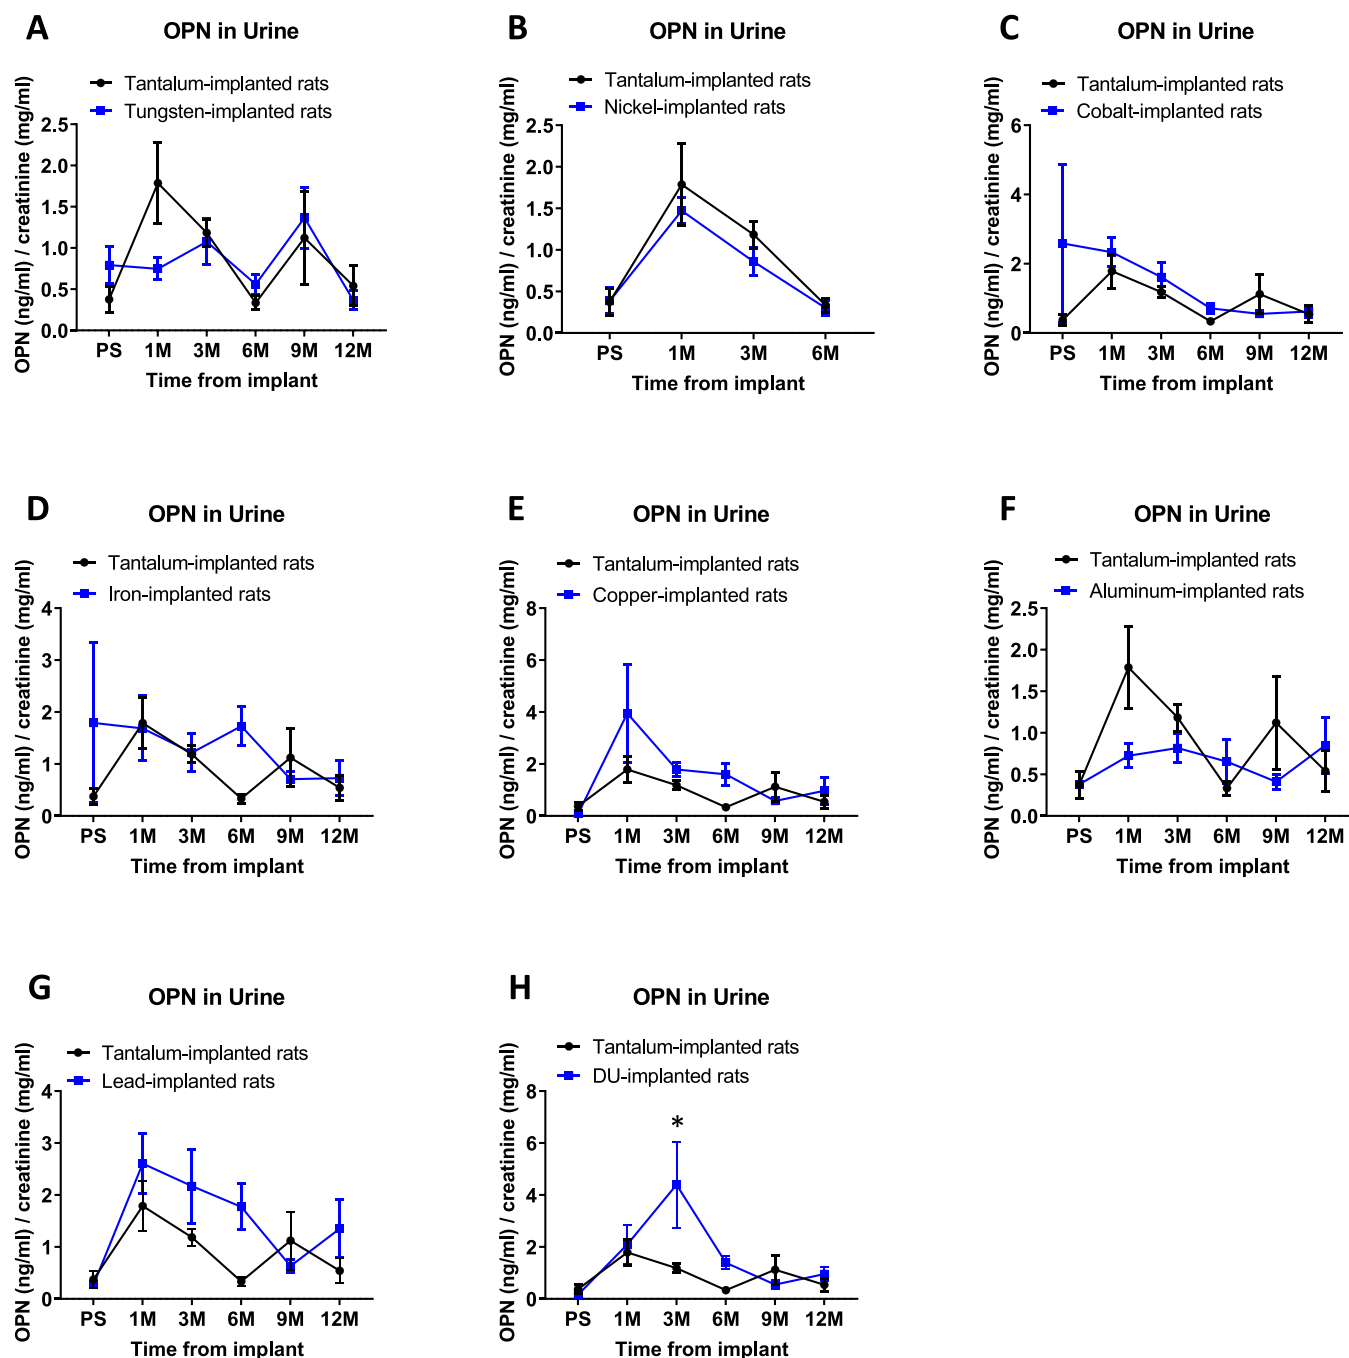 A
OPN in Urine
Tantalum-implanted rats
Tungsten-implanted rats
OPN (ng/ml) / creatinine (mg/ml)
2.5
2.0
1.5
1.0
0.5
0.0
PS 1M 3M 6M 9M 12M
Time from implant
B
OPN in Urine
Tantalum-implanted rats
Nickel-implanted rats
OPN (ng/ml) / creatinine (mg/ml)
2.5
2.0
1.5
1.0
0.5
0.0
PS 1M 3M 6M
Time from implant
C
OPN in Urine
Tantalum-implanted rats
Cobalt-implanted rats
OPN (ng/ml) / creatinine (mg/ml)
6
4
2
0
PS 1M 3M 6M 9M 12M
Time from implant
D
OPN in Urine
Tantalum-implanted rats
Iron-implanted rats
OPN (ng/ml) / creatinine (mg/ml)
4
3
2
1
0
PS 1M 3M 6M 9M 12M
Time from implant
E
OPN in Urine
Tantalum-implanted rats
Copper-implanted rats
OPN (ng/ml) / creatinine (mg/ml)
8
6
4
2
0
PS 1M 3M 6M 9M 12M
Time from implant
F
OPN in Urine
Tantalum-implanted rats
Aluminum-implanted rats
OPN (ng/ml) / creatinine (mg/ml)
2.5
2.0
1.5
1.0
0.5
0.0
PS 1M 3M 6M 9M 12M
Time from implant
G
OPN in Urine
Tantalum-implanted rats
Lead-implanted rats
OPN (ng/ml) / creatinine (mg/ml)
4
3
2
1
0
PS 1M 3M 6M 9M 12M
Time from implant
H
OPN in Urine
Tantalum-implanted rats
DU-implanted rats
OPN (ng/ml) / creatinine (mg/ml)
8
6
4
2
0
*
PS 1M 3M 6M 9M 12M
Time from implant